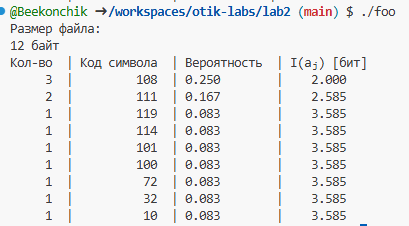 @Beekonchik →/workspaces/otik-labs/lab2 (main) $ ./foo
Размер файла:
12 байт
Кол-во | Код символа | Вероятность | I(aⱼ) [бит]
3 | 108 | 0.250 | 2.000
2 | 111 | 0.167 | 2.585
1 | 119 | 0.083 | 3.585
1 | 114 | 0.083 | 3.585
1 | 101 | 0.083 | 3.585
1 | 100 | 0.083 | 3.585
1 | 72 | 0.083 | 3.585
1 | 32 | 0.083 | 3.585
1 | 10 | 0.083 | 3.585